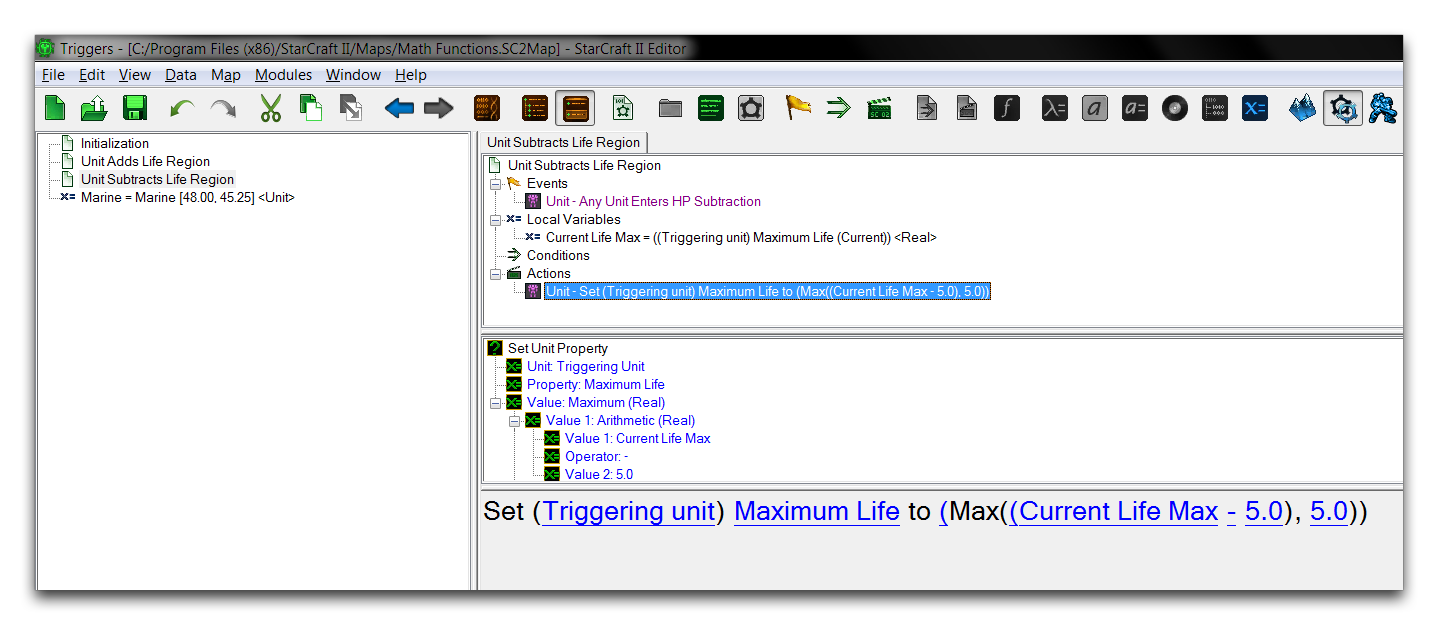 Triggers - [C:/Program Files (x86)/StarCraft II/Maps/Math Functions.SC2Map] - StarCraft II Editor
File Edit View Data Map Modules Window Help
SC 02
Initialization
Unit Adds Life Region
Unit Subtracts Life Region
Marine = Marine [48.00, 45.25] <Unit>
Unit Subtracts Life Region
Unit Subtracts Life Region
Events
Unit - Any Unit Enters HP Subtraction
Local Variables
Current Life Max = ((Triggering unit) Maximum Life (Current)) <Real>
Conditions
Actions
Unit - Set (Triggering unit) Maximum Life to (Max((Current Life Max - 5.0), 5.0))
Set Unit Property
Unit: Triggering Unit
Property: Maximum Life
Value: Maximum (Real)
Value 1: Arithmetic (Real)
Value 1: Current Life Max
Operator: -
Value 2: 5.0
Set (Triggering unit) Maximum Life to (Max((Current Life Max - 5.0), 5.0))